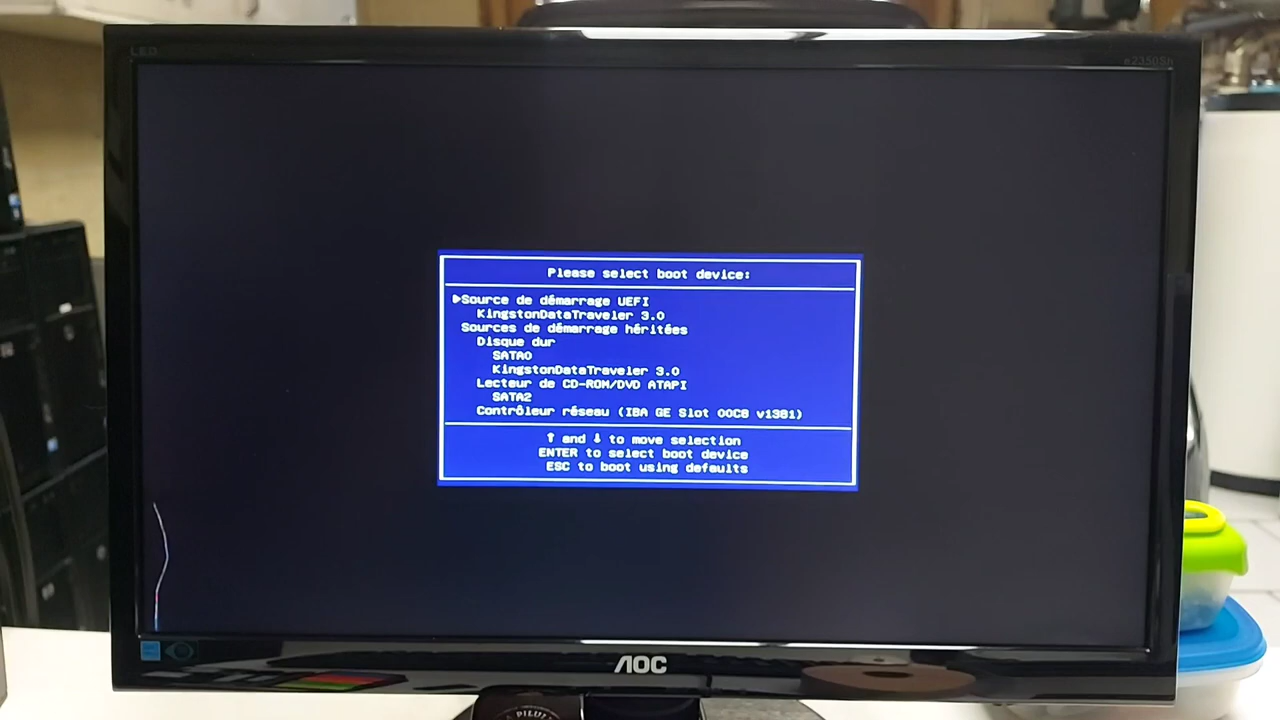 LED
e2350Sh
Please select boot device:
Source de démarrage UEFI
KingstonDataTraveler 3.0
Sources de démarrage héritées
Disque dur
SATA0
KingstonDataTraveler 3.0
Lecteur de CD-ROM/DVD ATAPI
SATA2
Contrôleur réseau (IBA GE Slot 00C8 v1381)
↑ and ↓ to move selection
ENTER to select boot device
ESC to boot using defaults
AOC